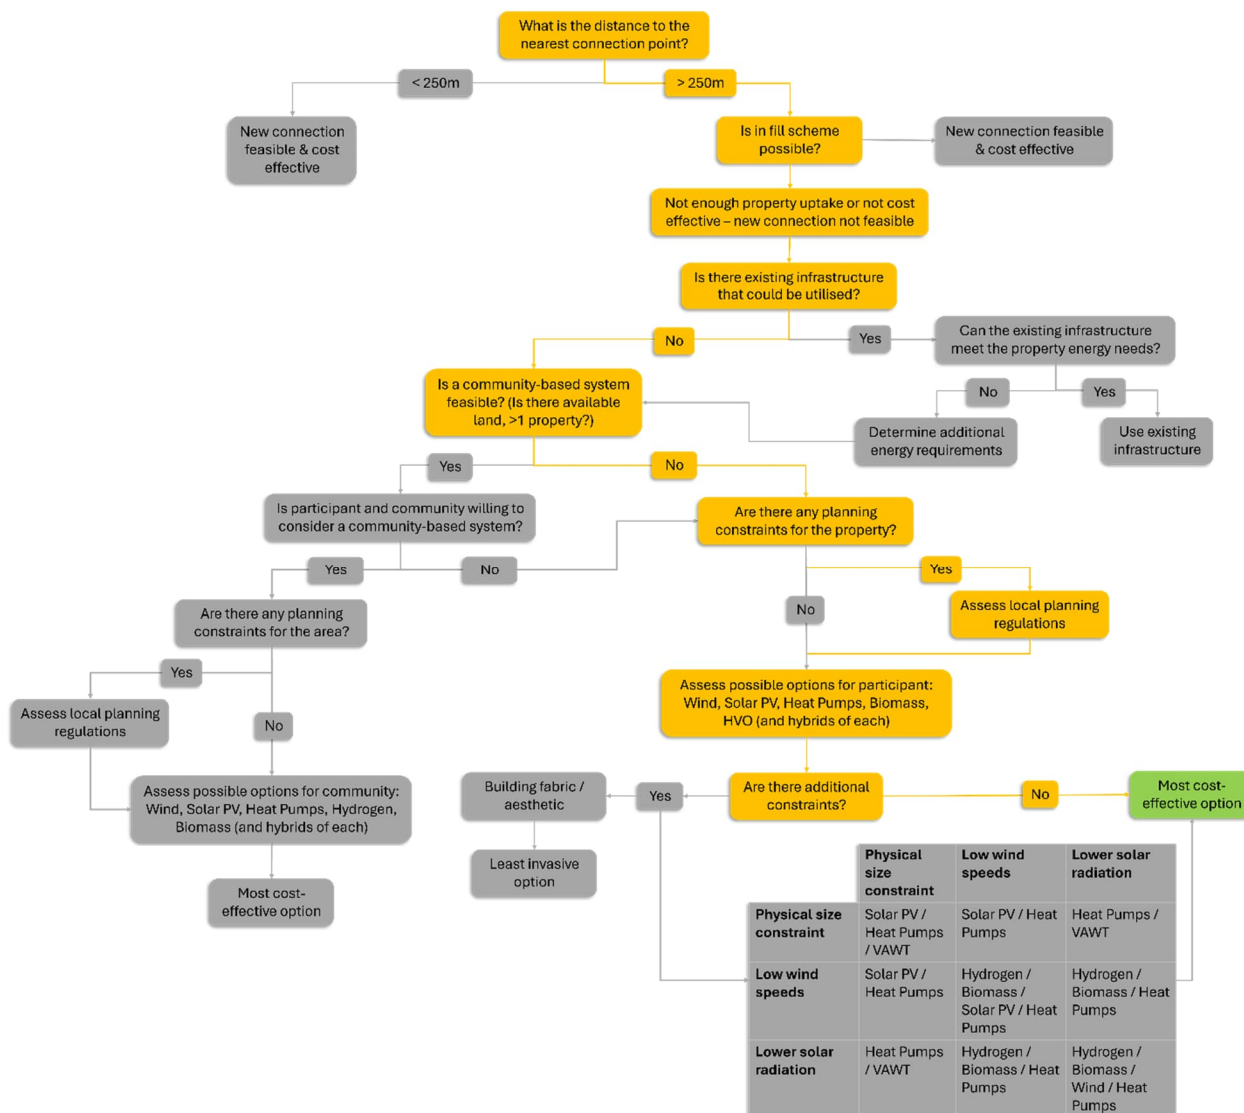 What is the distance to the
nearest connection point?
< 250m
> 250m
New connection
feasible & cost
effective
Is in fill scheme
possible?
New connection feasible
& cost effective
Not enough property uptake or not cost
effective – new connection not feasible
Is there existing infrastructure
that could be utilised?
No
Yes
Can the existing infrastructure
meet the property energy needs?
Is a community-based system
feasible? (Is there available
land, >1 property?)
No
Yes
Determine additional
energy requirements
Use existing
infrastructure
Yes
No
Is participant and community willing to
consider a community-based system?
Are there any planning
constraints for the property?
Yes
No
Yes
Are there any planning
constraints for the area?
No
Assess local planning
regulations
Yes
Assess local planning
regulations
No
Assess possible options for participant:
Wind, Solar PV, Heat Pumps, Biomass,
HVO (and hybrids of each)
Assess possible options for community:
Wind, Solar PV, Heat Pumps, Hydrogen,
Biomass (and hybrids of each)
Building fabric /
aesthetic
Yes
Are there additional
constraints?
No
Most cost-
effective option
Least invasive
option
Most cost-
effective option
Physical
size
constraint
Low wind
speeds
Lower solar
radiation
Physical size
constraint
Solar PV /
Heat Pumps
/ VAWT
Solar PV / Heat
Pumps
Heat Pumps /
VAWT
Low wind
speeds
Solar PV /
Heat Pumps
Hydrogen /
Biomass /
Solar PV / Heat
Pumps
Hydrogen /
Biomass / Heat
Pumps
Lower solar
radiation
Heat Pumps
/ VAWT
Hydrogen /
Biomass / Heat
Pumps
Hydrogen /
Biomass /
Wind / Heat
Pumps